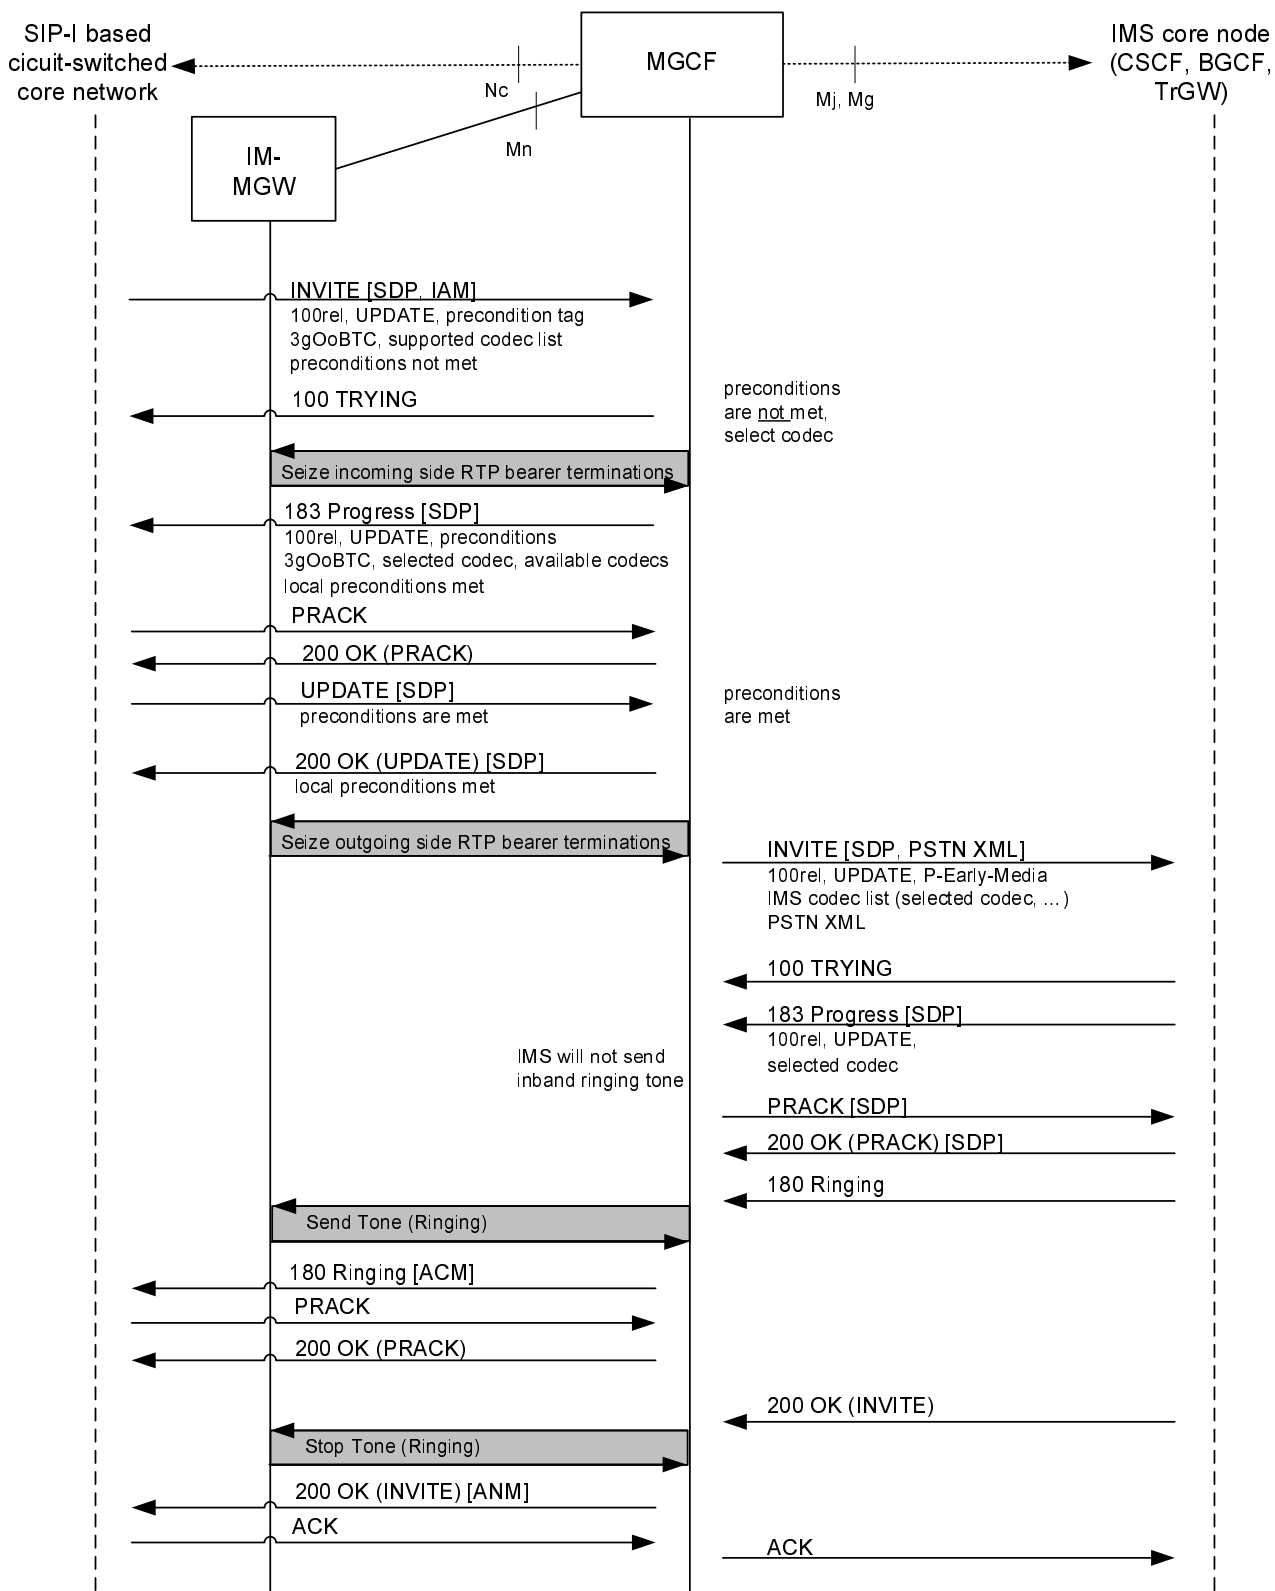 SIP-I based
cicuit-switched
core network
MGCF
IMS core node
(CSCF, BGCF,
TrGW)
Nc
Mj, Mg
Mn
IM-
MGW
INVITE [SDP, IAM]
100rel, UPDATE, precondition tag
3gOoBTC, supported codec list
preconditions not met
100 TRYING
preconditions
are not met,
select codec
Seize incoming side RTP bearer terminations
183 Progress [SDP]
100rel, UPDATE, preconditions
3gOoBTC, selected codec, available codecs
local preconditions met
PRACK
200 OK (PRACK)
UPDATE [SDP]
preconditions are met
preconditions
are met
200 OK (UPDATE) [SDP]
local preconditions met
Seize outgoing side RTP bearer terminations
INVITE [SDP, PSTN XML]
100rel, UPDATE, P-Early-Media
IMS codec list (selected codec, ...)
PSTN XML
100 TRYING
183 Progress [SDP]
100rel, UPDATE,
selected codec
IMS will not send
inband ringing tone
PRACK [SDP]
200 OK (PRACK) [SDP]
180 Ringing
Send Tone (Ringing)
180 Ringing [ACM]
PRACK
200 OK (PRACK)
200 OK (INVITE)
Stop Tone (Ringing)
200 OK (INVITE) [ANM]
ACK
ACK